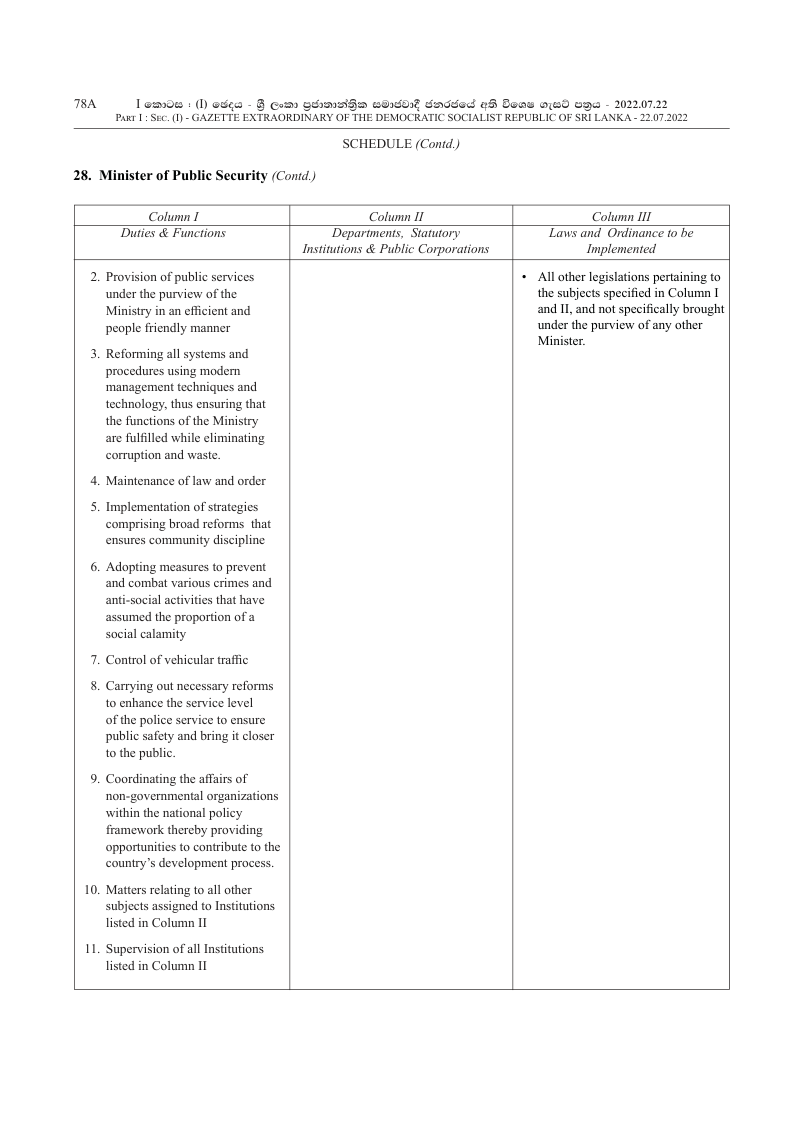 78A
I කොටස : (I) ඡෙදය - ශ්‍රී ලංකා ප්‍රජාතාන්ත්‍රික සමාජවාදී ජනරජයේ අති විශෙෂ ගැසට් පත්‍රය - 2022.07.22
PART I : SEC. (I) - GAZETTE EXTRAORDINARY OF THE DEMOCRATIC SOCIALIST REPUBLIC OF SRI LANKA - 22.07.2022
SCHEDULE (Contd.)
28. Minister of Public Security (Contd.)
Column I
Duties & Functions
2. Provision of public services
under the purview of the
Ministry in an efficient and
people friendly manner
3. Reforming all systems and
procedures using modern
management techniques and
technology, thus ensuring that
the functions of the Ministry
are fulfilled while eliminating
corruption and waste.
4. Maintenance of law and order
5. Implementation of strategies
comprising broad reforms that
ensures community discipline
6. Adopting measures to prevent
and combat various crimes and
anti-social activities that have
assumed the proportion of a
social calamity
7. Control of vehicular traffic
8. Carrying out necessary reforms
to enhance the service level
of the police service to ensure
public safety and bring it closer
to the public.
9. Coordinating the affairs of
non-governmental organizations
within the national policy
framework thereby providing
opportunities to contribute to the
country's development process.
10. Matters relating to all other
subjects assigned to Institutions
listed in Column II
11. Supervision of all Institutions
listed in Column II
Column II
Departments, Statutory
Institutions & Public Corporations
Column III
Laws and Ordinance to be
Implemented
• All other legislations pertaining to
the subjects specified in Column I
and II, and not specifically brought
under the purview of any other
Minister.